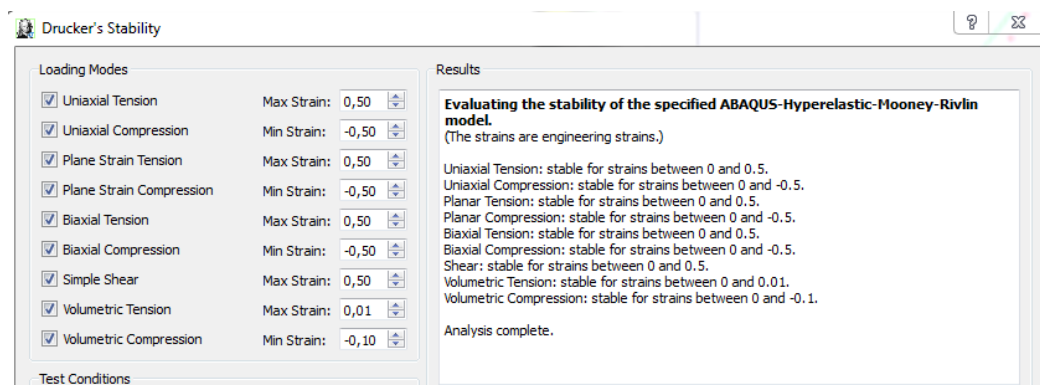 Drucker's Stability
Loading Modes
Uniaxial Tension Max Strain: 0,50
Uniaxial Compression Min Strain: -0,50
Plane Strain Tension Max Strain: 0,50
Plane Strain Compression Min Strain: -0,50
Biaxial Tension Max Strain: 0,50
Biaxial Compression Min Strain: -0,50
Simple Shear Max Strain: 0,50
Volumetric Tension Max Strain: 0,01
Volumetric Compression Min Strain: -0,10
Test Conditions
Results
Evaluating the stability of the specified ABAQUS-Hyperelastic-Mooney-Rivlin
model.
(The strains are engineering strains.)
Uniaxial Tension: stable for strains between 0 and 0.5.
Uniaxial Compression: stable for strains between 0 and -0.5.
Planar Tension: stable for strains between 0 and 0.5.
Planar Compression: stable for strains between 0 and -0.5.
Biaxial Tension: stable for strains between 0 and 0.5.
Biaxial Compression: stable for strains between 0 and -0.5.
Shear: stable for strains between 0 and 0.5.
Volumetric Tension: stable for strains between 0 and 0.01.
Volumetric Compression: stable for strains between 0 and -0.1.
Analysis complete.